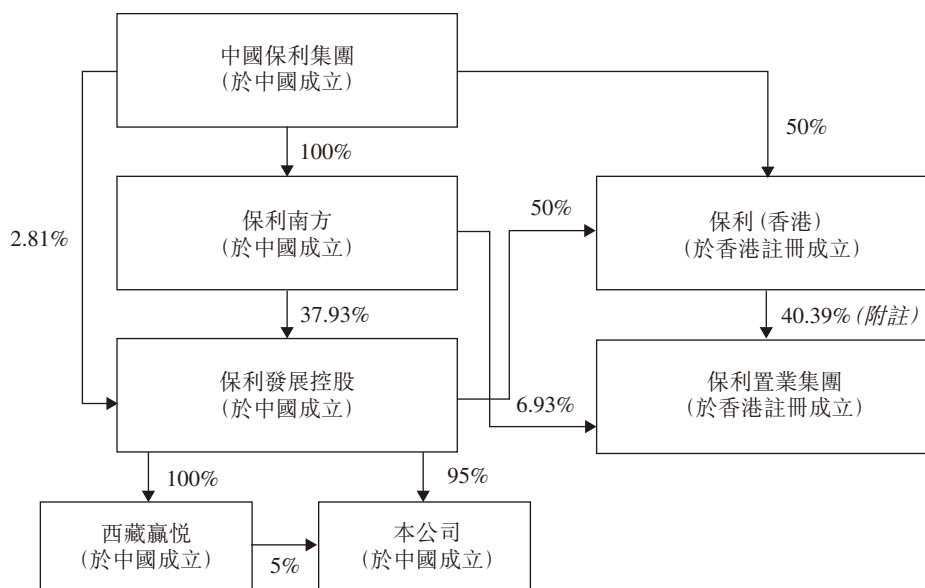 中國保利集團
(於中國成立)
50%
100%
保利南方
(於中國成立)
50%
保利(香港)
(於香港註冊成立)
2.81%
37.93%
40.39%(附註)
保利發展控股
(於中國成立)
6.93%
保利置業集團
(於香港註冊成立)
100%
95%
西藏贏悅
(於中國成立)
5%
本公司
(於中國成立)